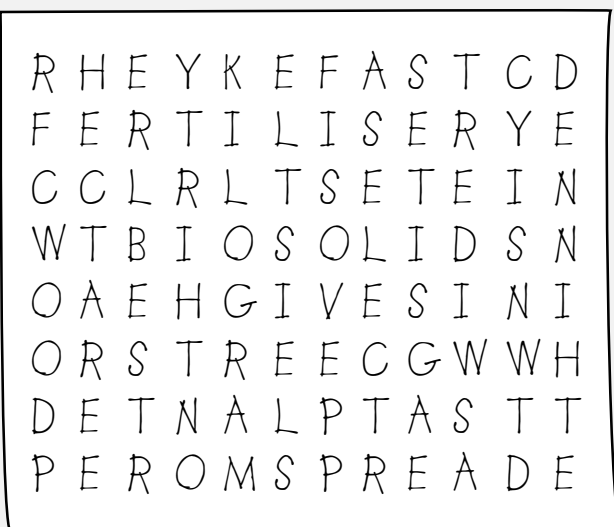 R H E Y K E F A S T C D
F E R T I L I S E R Y E
C C L R L T S E T E I N
W T B I O S O L I D S N
O A E H G I V E S I N I
O R S T R E E C G W W H
D E T N A L P T A S T T
P E R O M S P R E A D E